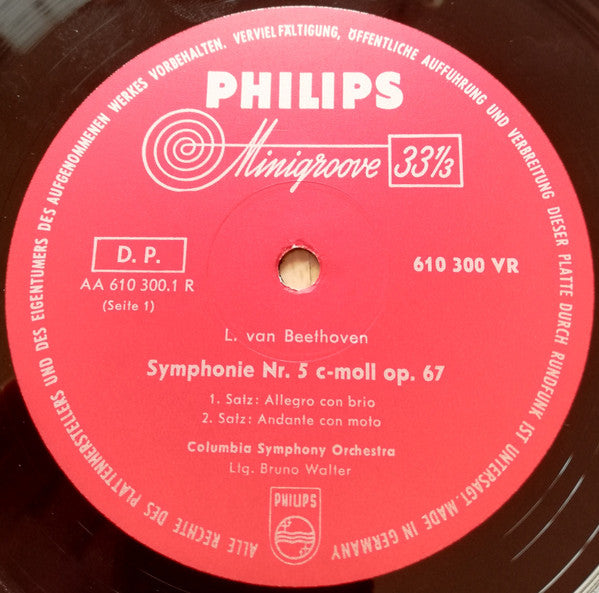 ALLE RECHTE DES PLATTENHERSTELLERS UND DES EIGENTUMERS DES AUFGENOMMENEN WERKES VORBEHALTEN. VERVIELFÄLTIGUNG, ÖFFENTLICHE AUFFÜHRUNG UND VERBREITUNG DIESER PLATTE DURCH RUNDFUNK IST UNTERSAGT. MADE IN GERMANY
PHILIPS
Minigroove 33⅓
D. P.
AA 610 300.1 R
(Seite 1)
610 300 VR
L. van Beethoven
Symphonie Nr. 5 c-moll op. 67
1. Satz: Allegro con brio
2. Satz: Andante con moto
Columbia Symphony Orchestra
Ltg. Bruno Walter
PHILIPS